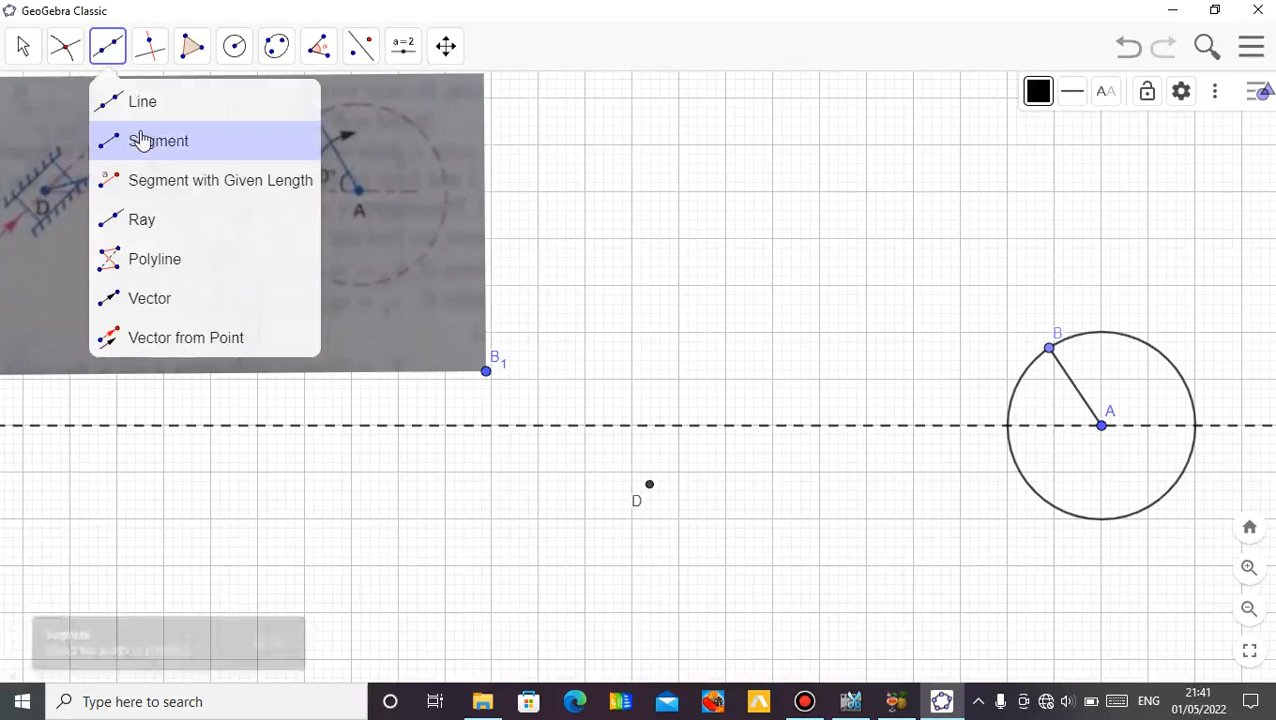 GeoGebra Classic
a=2
Line
Segment
a
Segment with Given Length
Ray
Polyline
Vector
Vector from Point
AA
D
A
B1
B
A
D
Type here to search
ENG
21:41
01/05/2022